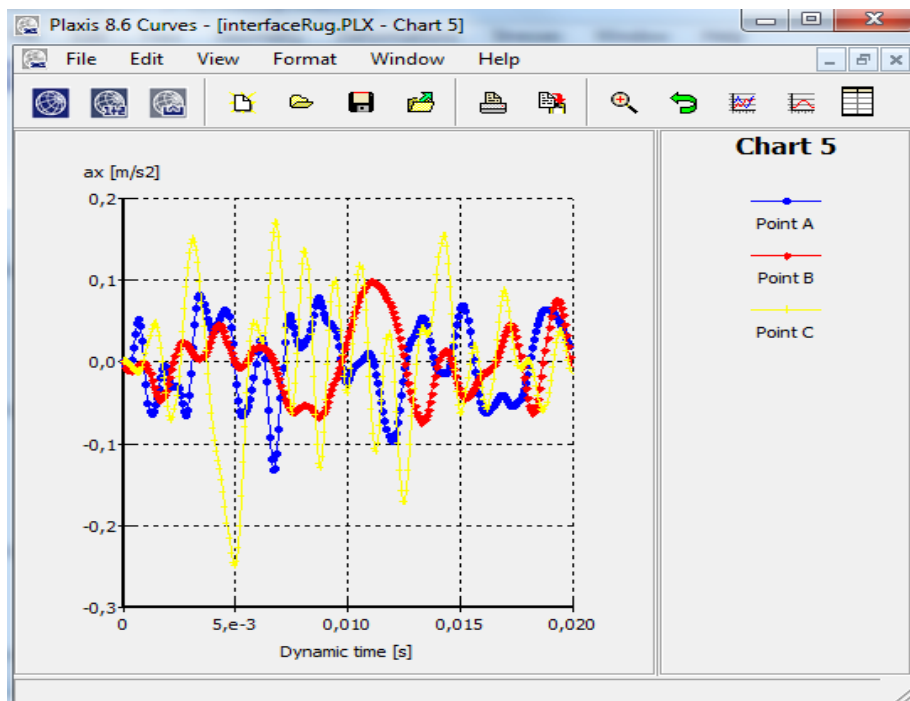 Plaxis 8.6 Curves - [interfaceRug.PLX - Chart 5]
File Edit View Format Window Help
Chart 5
ax [m/s2]
0,2
0,1
0,0
-0,1
-0,2
-0,3
0 5,e-3 0,010 0,015 0,020
Dynamic time [s]
Point A
Point B
Point C